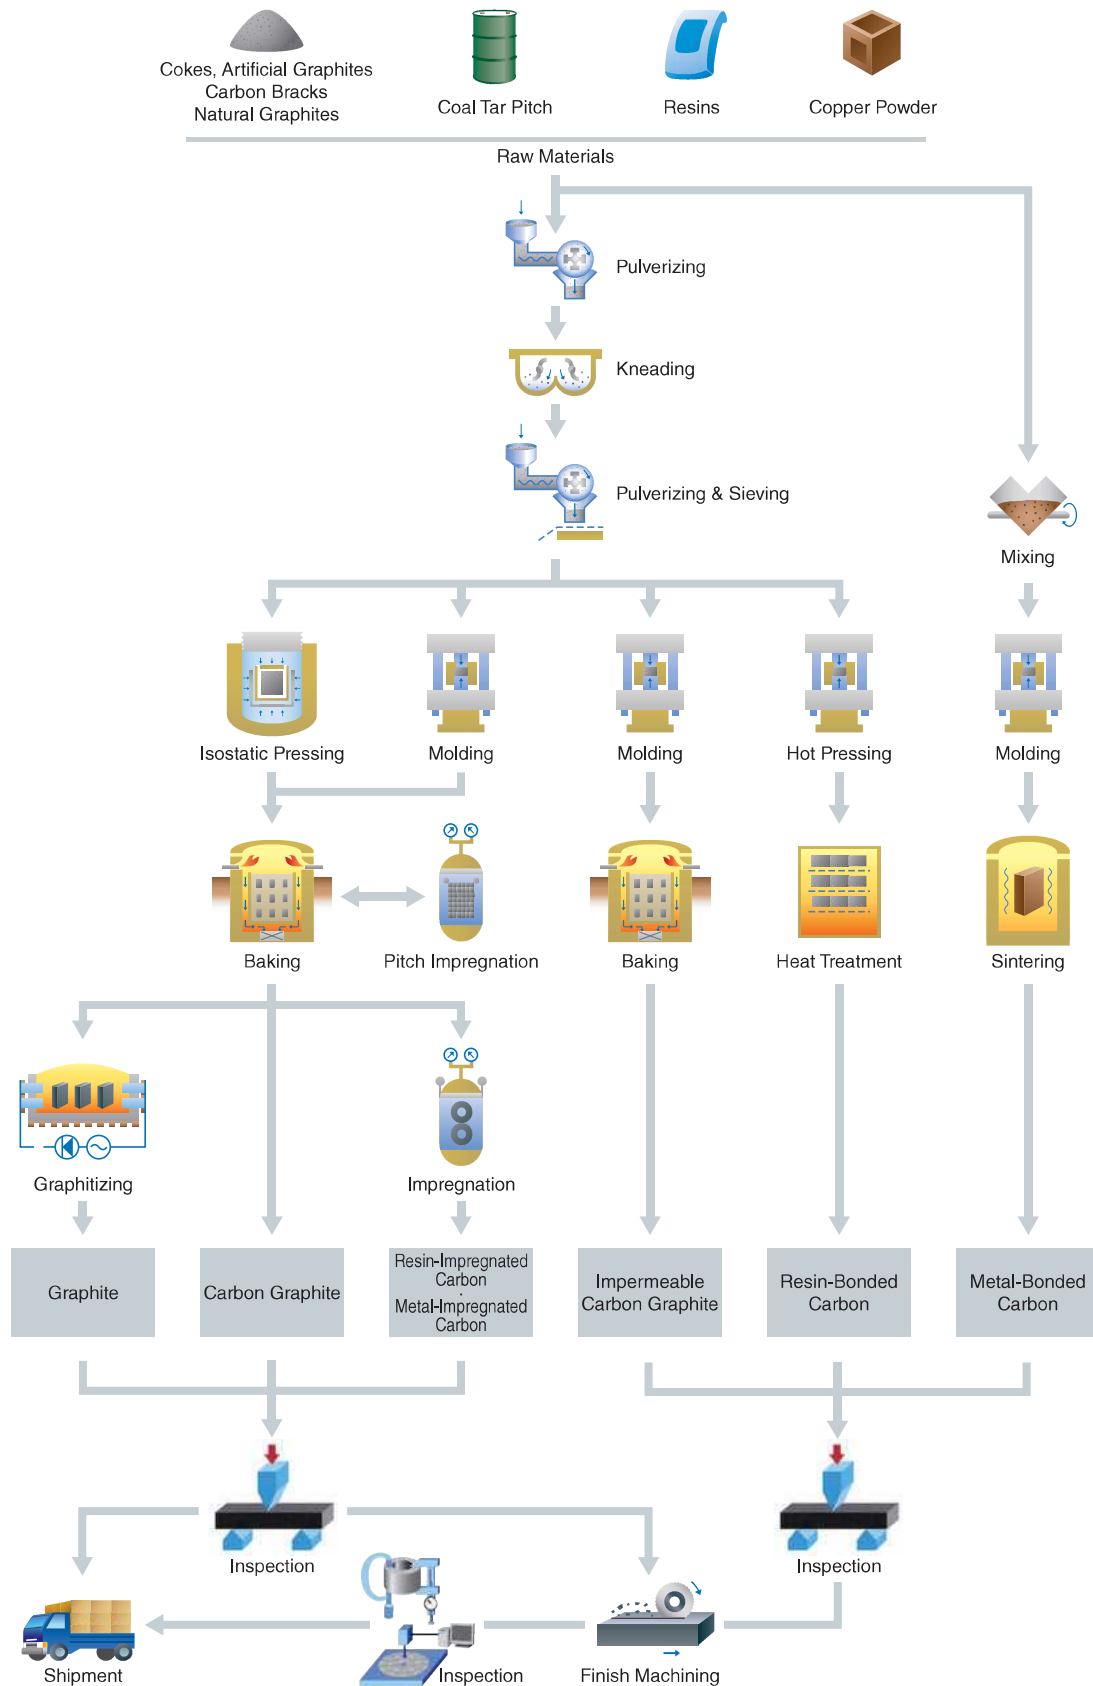 Cokes, Artificial Graphites
Carbon Bracks
Natural Graphites
Coal Tar Pitch
Resins
Copper Powder
Raw Materials
Pulverizing
Kneading
Pulverizing & Sieving
Mixing
Isostatic Pressing
Molding
Molding
Hot Pressing
Molding
Baking
Pitch Impregnation
Baking
Heat Treatment
Sintering
Graphitizing
Impregnation
Graphite
Carbon Graphite
Resin-Impregnated
Carbon
·
Metal-Impregnated
Carbon
Impermeable
Carbon Graphite
Resin-Bonded
Carbon
Metal-Bonded
Carbon
Inspection
Inspection
Shipment
Inspection
Finish Machining